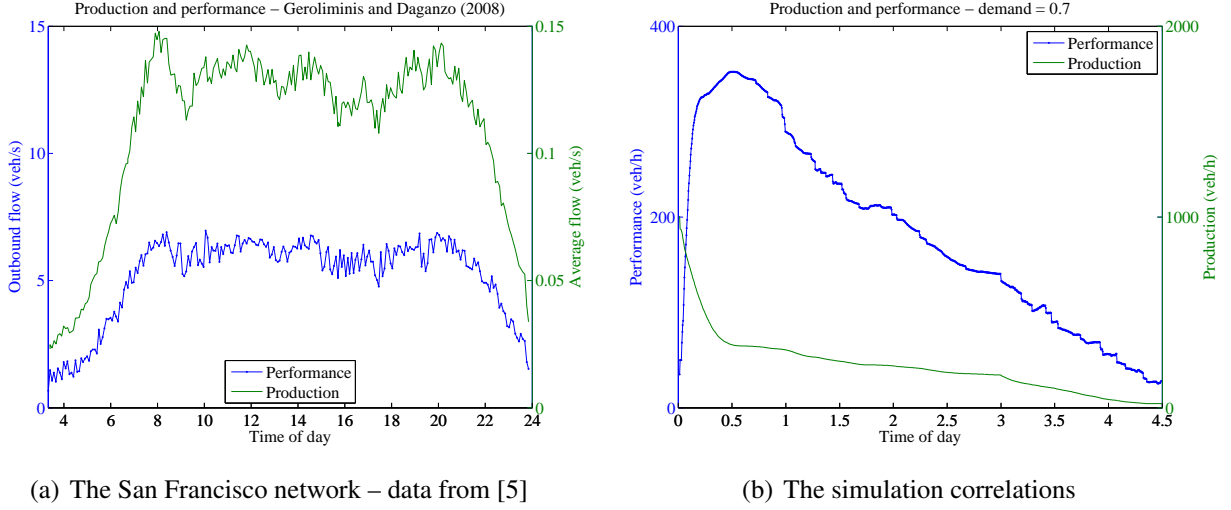 Production and performance – Geroliminis and Daganzo (2008)
15
10
5
0
Outbound flow (veh/s)
0.15
0.1
0.05
0
Average flow (veh/s)
Performance
Production
4 6 8 10 12 14 16 18 20 22 24
Time of day
(a) The San Francisco network – data from [5]
Production and performance – demand = 0.7
400
200
0
Performance (veh/h)
2000
1000
0
Production (veh/h)
Performance
Production
0 0.5 1 1.5 2 2.5 3 3.5 4 4.5
Time of day
(b) The simulation correlations